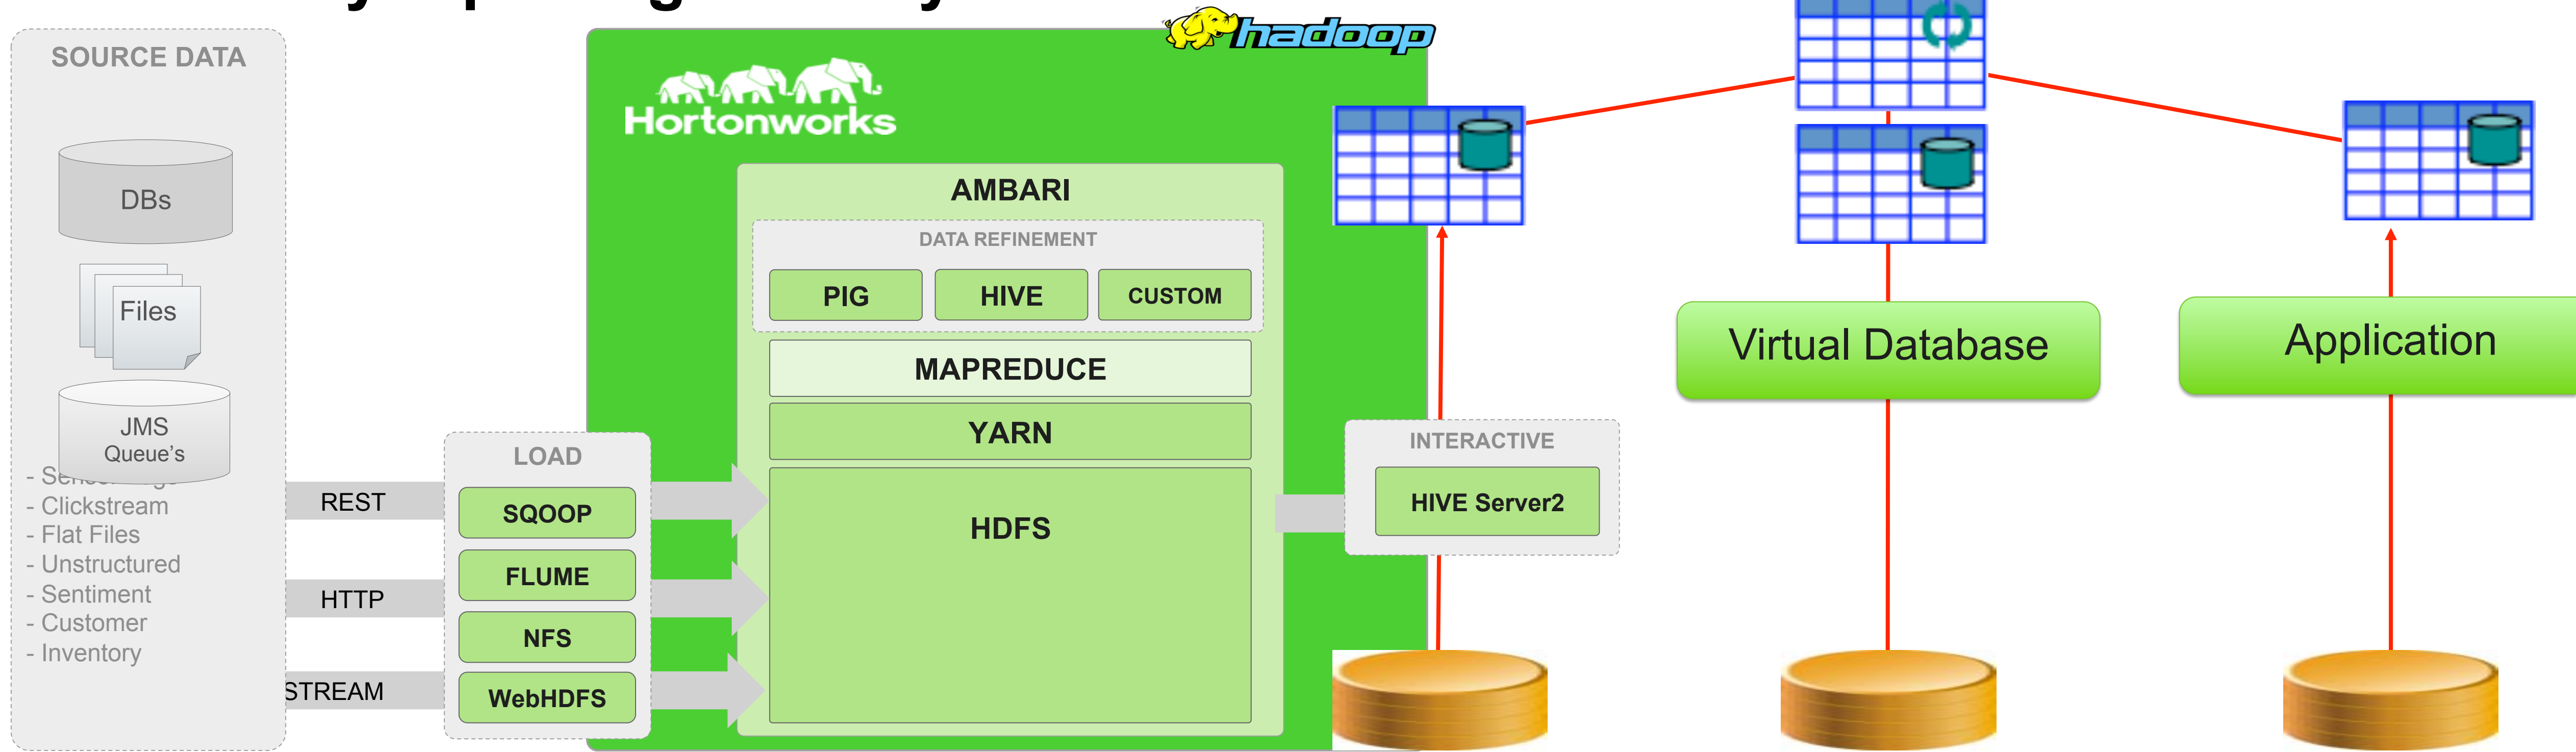 SOURCE DATA
DBs
Files
JMS
Queue's
- Clickstream
- Flat Files
- Unstructured
- Sentiment
- Customer
- Inventory
REST
HTTP
STREAM
LOAD
SQOOP
FLUME
NFS
WebHDFS
hadoop
Hortonworks
AMBARI
DATA REFINEMENT
PIG
HIVE
CUSTOM
MAPREDUCE
YARN
HDFS
INTERACTIVE
HIVE Server2
Virtual Database
Application